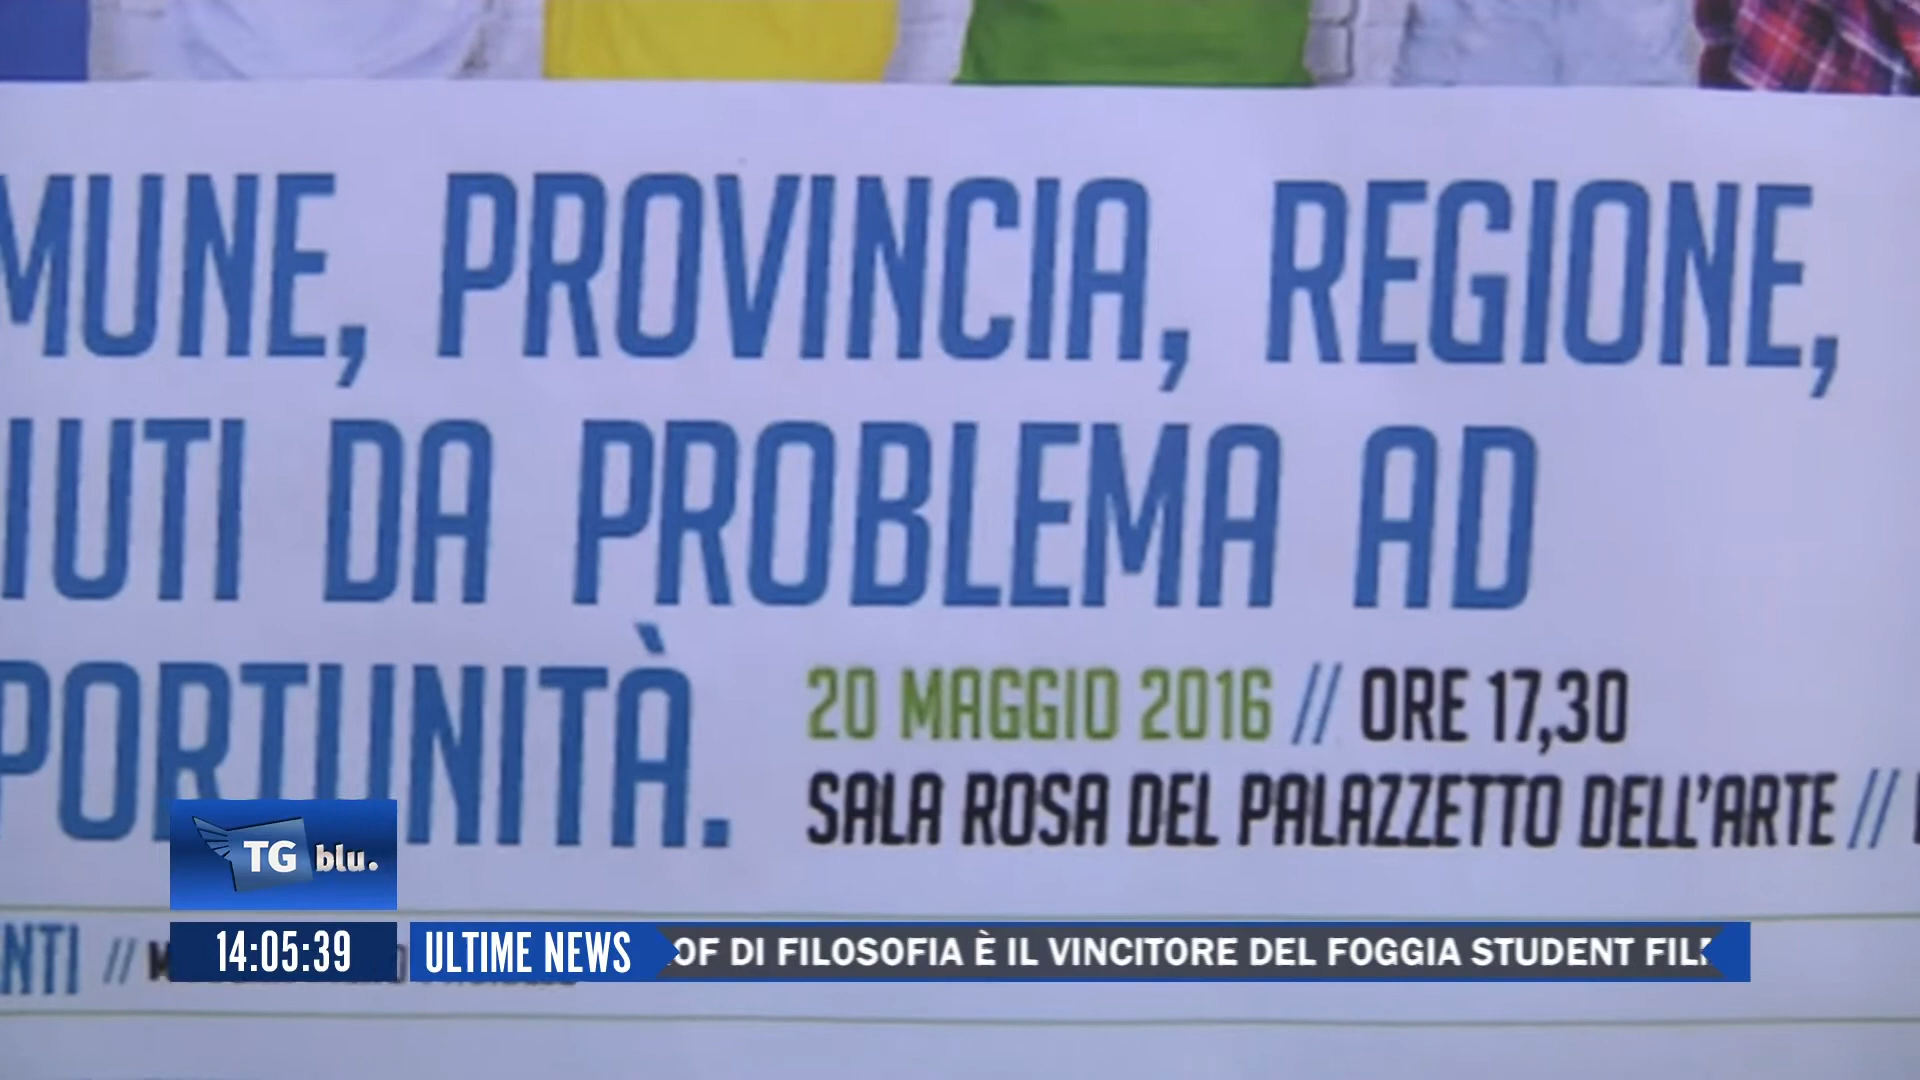 MUNE, PROVINCIA, REGIONE,
IUTI DA PROBLEMA AD
PORTUNITÀ.
20 MAGGIO 2016 // ORE 17,30
SALA ROSA DEL PALAZZETTO DELL'ARTE //
TG blu.
NTI //
14:05:39
ULTIME NEWS
OF DI FILOSOFIA È IL VINCITORE DEL FOGGIA STUDENT FIL